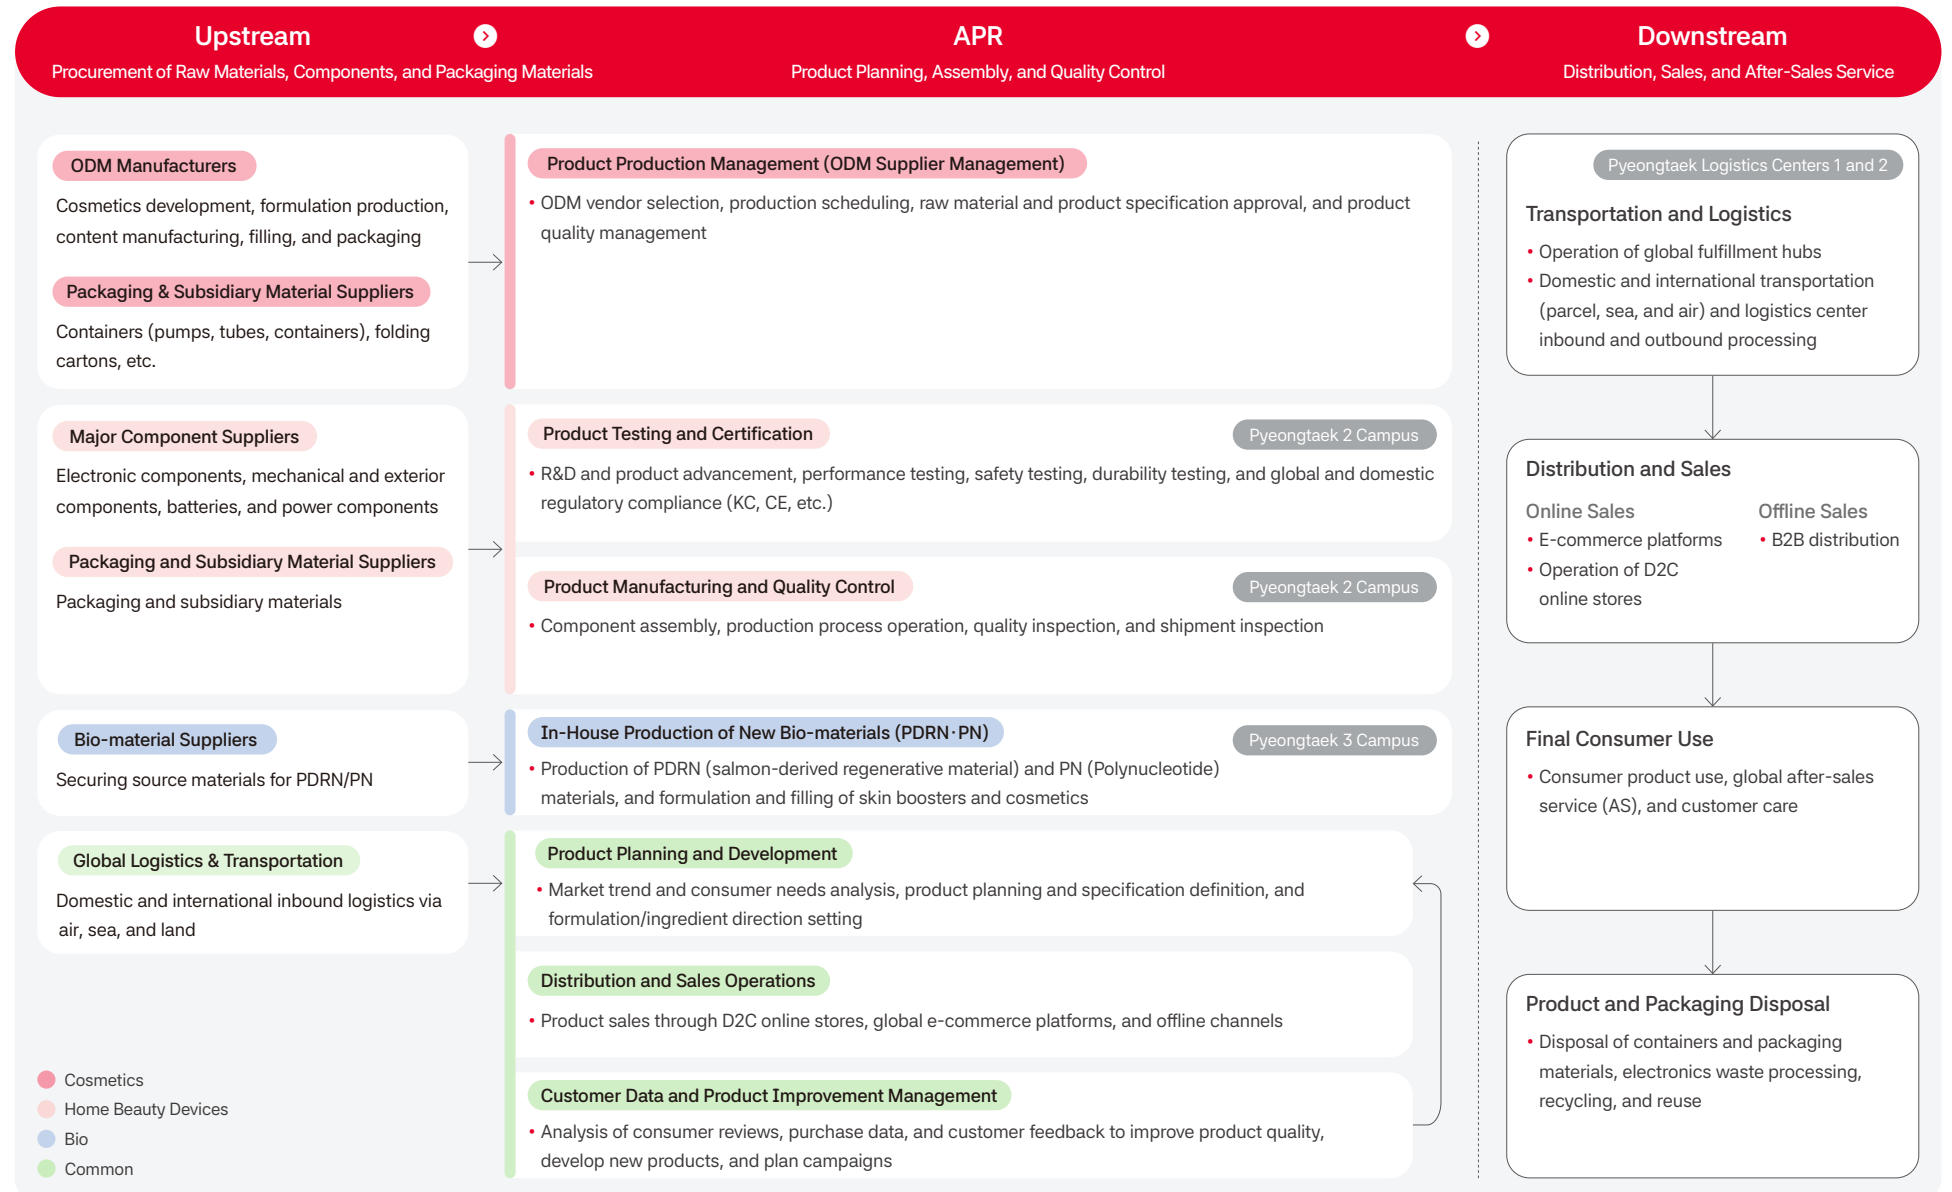 Upstream
Procurement of Raw Materials, Components, and Packaging Materials
APR
Product Planning, Assembly, and Quality Control
Downstream
Distribution, Sales, and After-Sales Service
ODM Manufacturers
Cosmetics development, formulation production,
content manufacturing, filling, and packaging
Packaging & Subsidiary Material Suppliers
Containers (pumps, tubes, containers), folding
cartons, etc.
Major Component Suppliers
Electronic components, mechanical and exterior
components, batteries, and power components
Packaging and Subsidiary Material Suppliers
Packaging and subsidiary materials
Bio-material Suppliers
Securing source materials for PDRN/PN
Global Logistics & Transportation
Domestic and international inbound logistics via
air, sea, and land
Cosmetics
Home Beauty Devices
Bio
Common
Product Production Management (ODM Supplier Management)
• ODM vendor selection, production scheduling, raw material and product specification approval, and product
quality management
Product Testing and Certification
Pyeongtaek 2 Campus
• R&D and product advancement, performance testing, safety testing, durability testing, and global and domestic
regulatory compliance (KC, CE, etc.)
Product Manufacturing and Quality Control
Pyeongtaek 2 Campus
• Component assembly, production process operation, quality inspection, and shipment inspection
In-House Production of New Bio-materials (PDRN·PN)
Pyeongtaek 3 Campus
• Production of PDRN (salmon-derived regenerative material) and PN (Polynucleotide)
materials, and formulation and filling of skin boosters and cosmetics
Product Planning and Development
• Market trend and consumer needs analysis, product planning and specification definition, and
formulation/ingredient direction setting
Distribution and Sales Operations
• Product sales through D2C online stores, global e-commerce platforms, and offline channels
Customer Data and Product Improvement Management
• Analysis of consumer reviews, purchase data, and customer feedback to improve product quality,
develop new products, and plan campaigns
Pyeongtaek Logistics Centers 1 and 2
Transportation and Logistics
• Operation of global fulfillment hubs
• Domestic and international transportation
(parcel, sea, and air) and logistics center
inbound and outbound processing
Distribution and Sales
Online Sales
• E-commerce platforms
• Operation of D2C
online stores
Offline Sales
• B2B distribution
Final Consumer Use
• Consumer product use, global after-sales
service (AS), and customer care
Product and Packaging Disposal
• Disposal of containers and packaging
materials, electronics waste processing,
recycling, and reuse